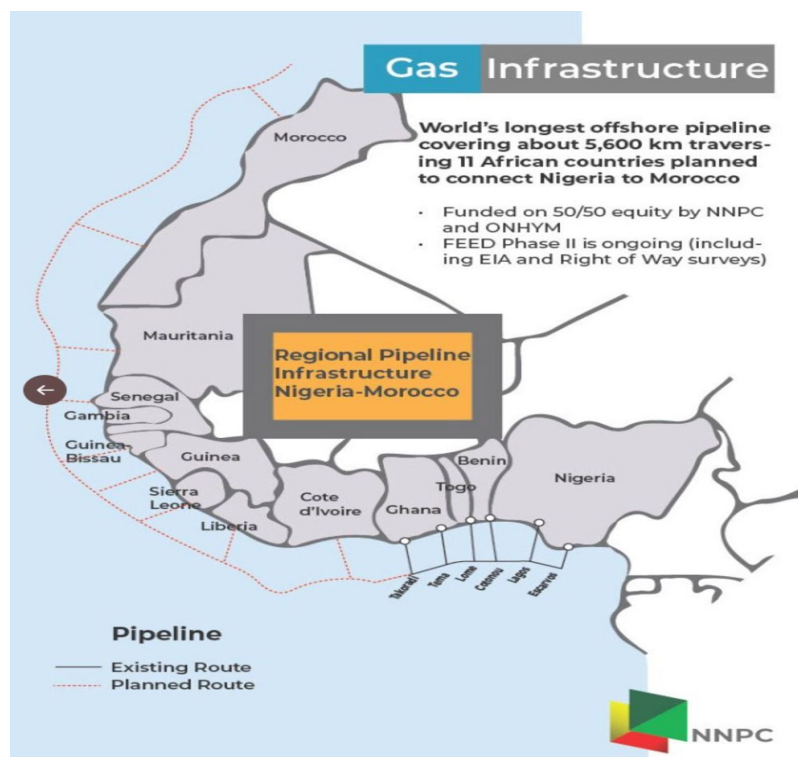 Gas Infrastructure
World's longest offshore pipeline
covering about 5,600 km travers-
ing 11 African countries planned
to connect Nigeria to Morocco
• Funded on 50/50 equity by NNPC
and ONHYM
• FEED Phase II is ongoing (includ-
ing EIA and Right of Way surveys)
Morocco
Mauritania
Regional Pipeline
Infrastructure
Nigeria-Morocco
Senegal
Gambia
Guinea
Bissau
Guinea
Sierra
Leone
Liberia
Cote
d'Ivoire
Ghana
Togo
Benin
Nigeria
Takoradi
Tema
Lome
Cotonou
Lagos
Escarvos
Pipeline
Existing Route
Planned Route
NNPC